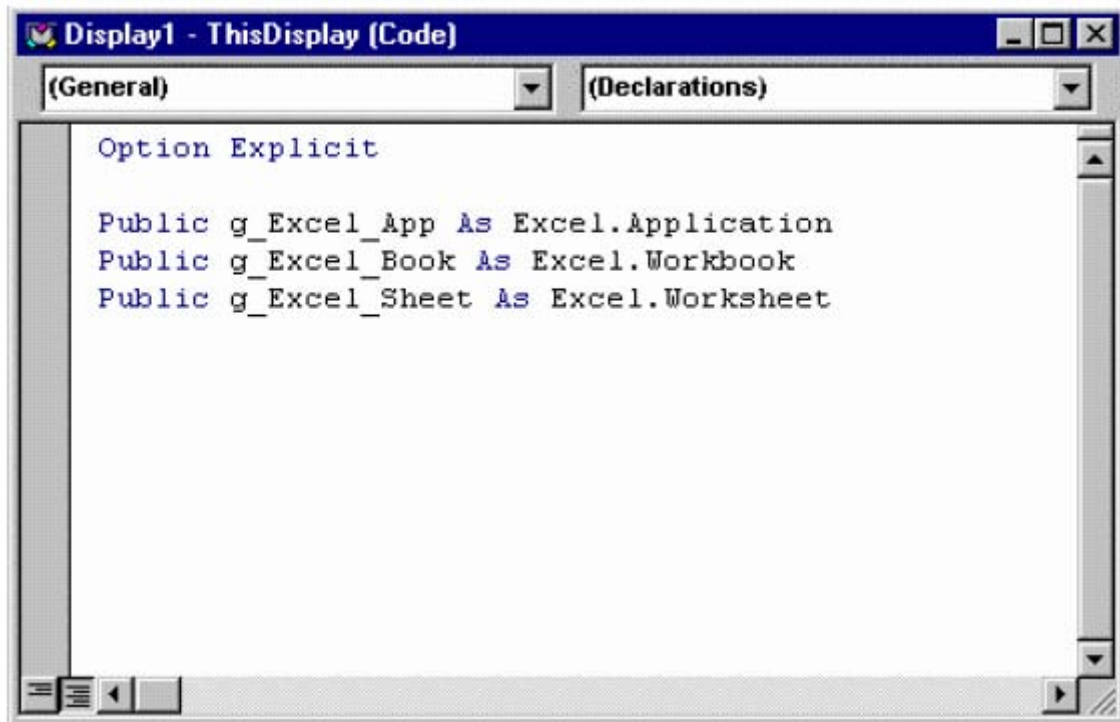 Display1 - ThisDisplay (Code)
(General)
(Declarations)
Option Explicit
Public g_Excel_App As Excel.Application
Public g_Excel_Book As Excel.Workbook
Public g_Excel_Sheet As Excel.Worksheet